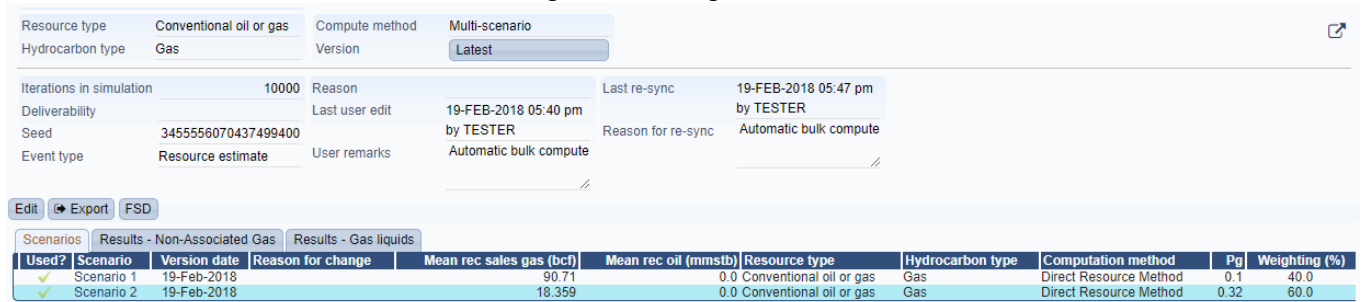 Resource type Conventional oil or gas Compute method Multi-scenario
Hydrocarbon type Gas Version Latest
Iterations in simulation 10000 Reason Last re-sync 19-FEB-2018 05:47 pm
Deliverability Last user edit 19-FEB-2018 05:40 pm by TESTER
Seed 3455556070437499400 by TESTER Reason for re-sync Automatic bulk compute
Event type Resource estimate User remarks Automatic bulk compute
Edit Export FSD
Scenarios Results - Non-Associated Gas Results - Gas liquids
Used? Scenario Version date Reason for change Mean rec sales gas (bcf) Mean rec oil (mmstb) Resource type Hydrocarbon type Computation method Pg Weighting (%)
Scenario 1 19-Feb-2018 90.71 0.0 Conventional oil or gas Gas Direct Resource Method 0.1 40.0
Scenario 2 19-Feb-2018 18.359 0.0 Conventional oil or gas Gas Direct Resource Method 0.32 60.0